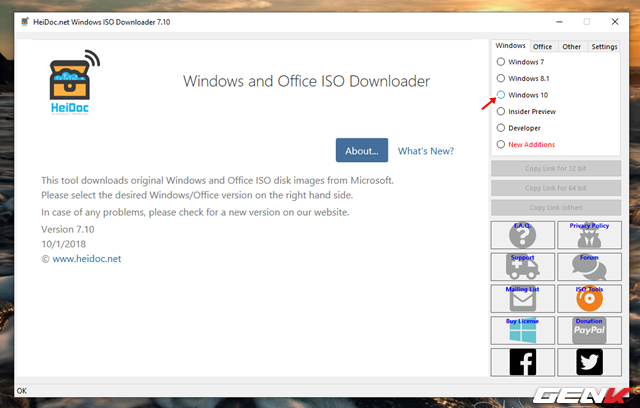 HeiDoc.net Windows ISO Downloader 7.10
HeiDoc
Windows and Office ISO Downloader
About...
What's New?
This tool downloads original Windows and Office ISO disk images from Microsoft.
Please select the desired Windows/Office version on the right hand side.
In case of any problems, please check for a new version on our website.
Version 7.10
10/1/2018
© www.heidoc.net
Windows Office Other Settings
Windows 7
Windows 8.1
Windows 10
Insider Preview
Developer
New Additions
Copy Link for 32 bit
Copy Link for 64 bit
Copy Link (other)
F.A.Q.
Privacy Policy
Support
Forum
Mailing List
ISO Tools
Buy License
Donation
PayPal
OK
GENK